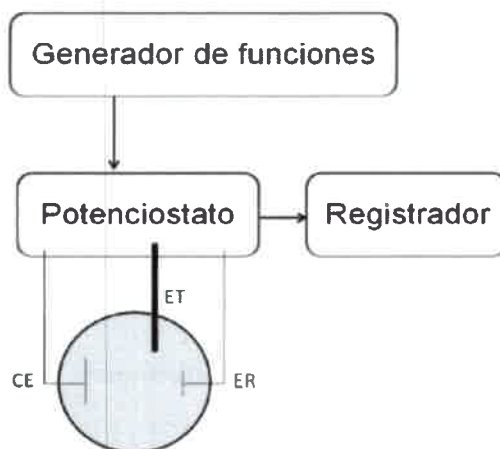 Generador de funciones
Potenciostato
Registrador
ET
CE
ER